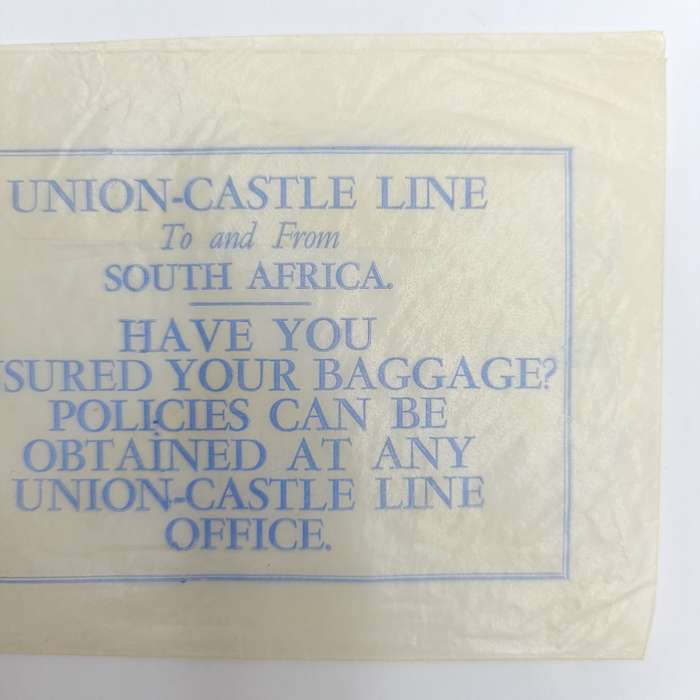 UNION-CASTLE LINE
To and From
SOUTH AFRICA.
HAVE YOU
SURED YOUR BAGGAGE?
POLICIES CAN BE
OBTAINED AT ANY
UNION-CASTLE LINE
OFFICE.